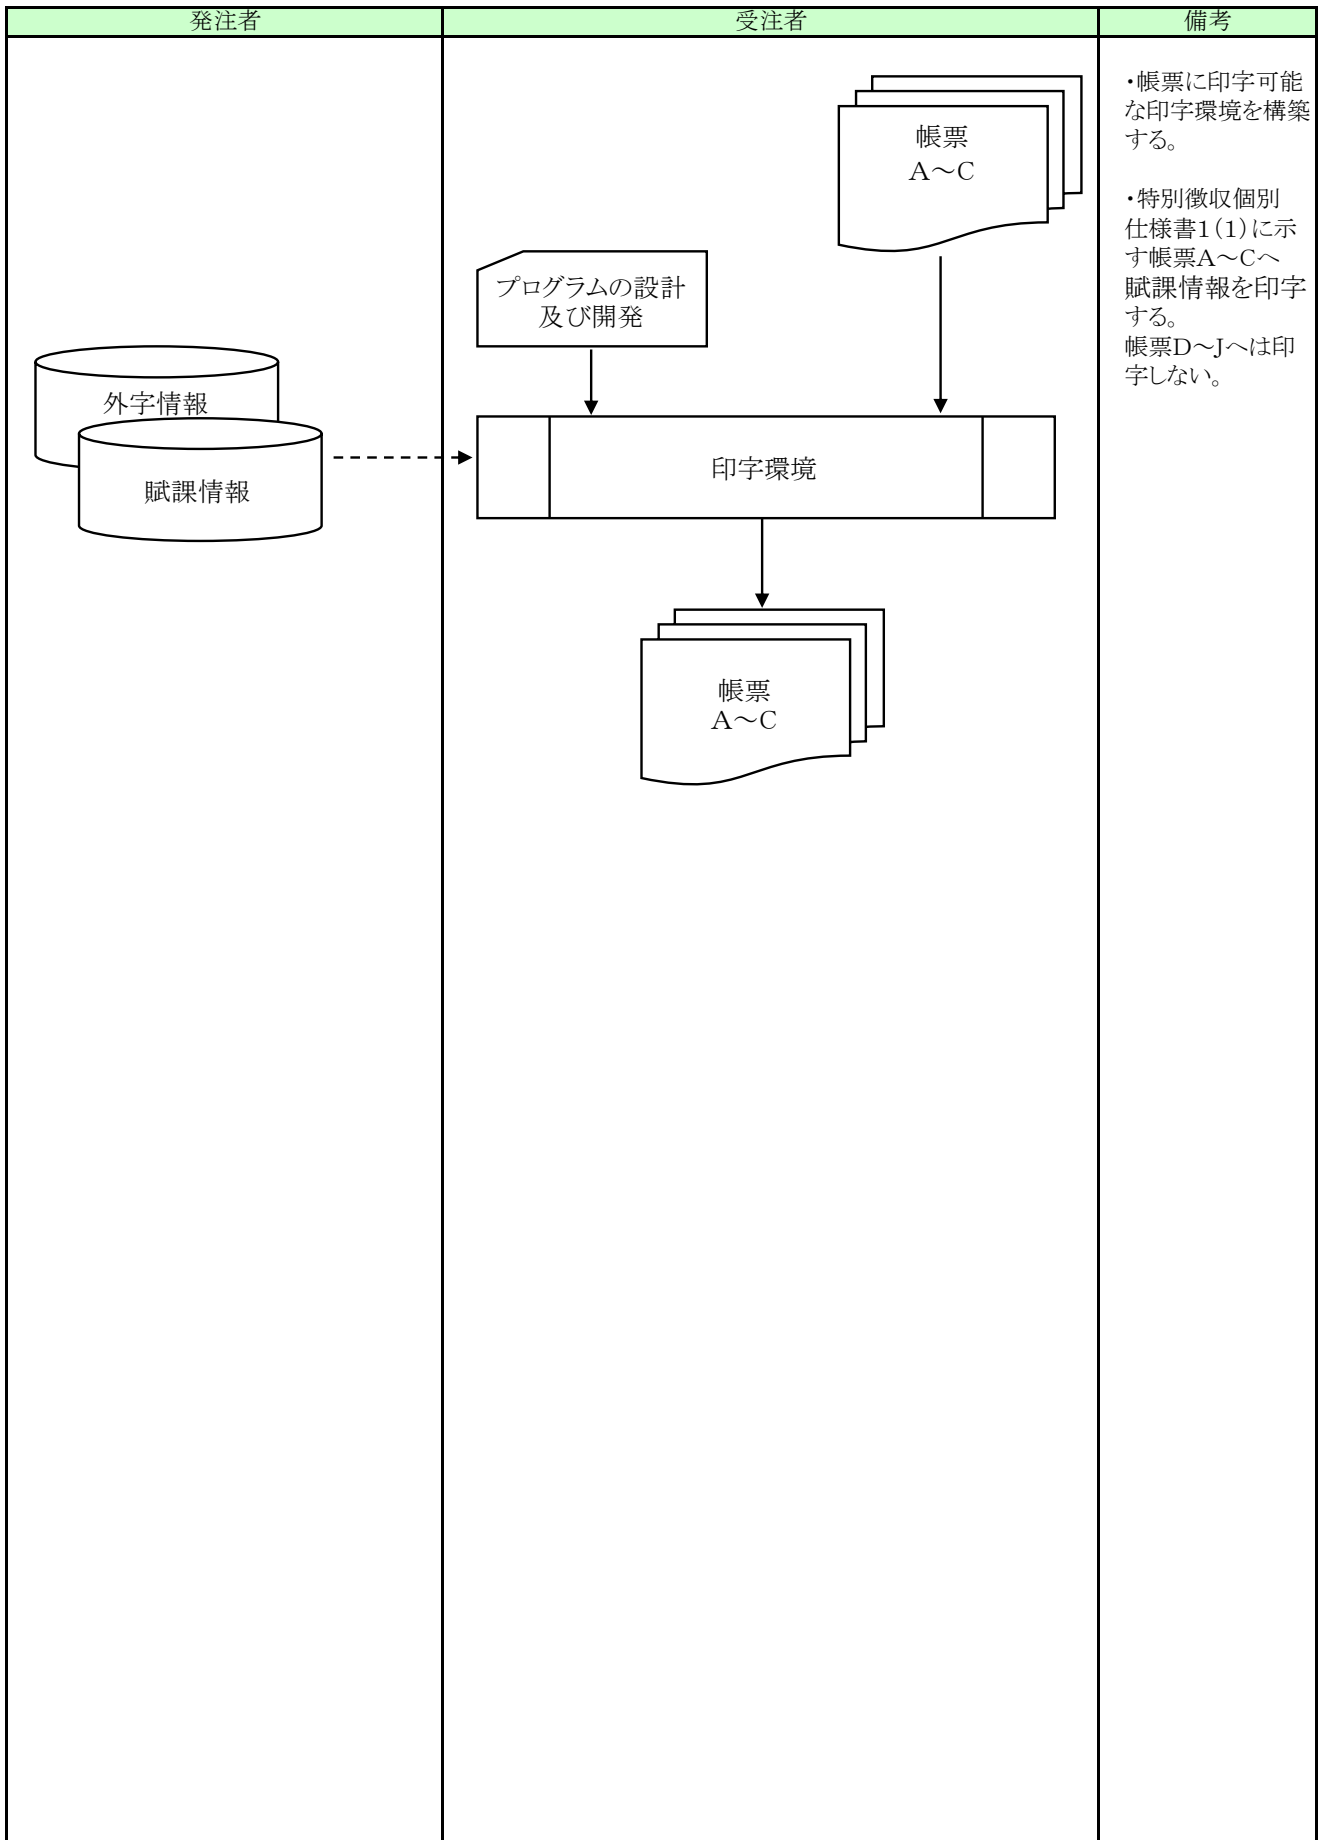 発注者
受注者
備考
・帳票に印字可能
な印字環境を構築
する。
・特別徴収個別
仕様書1(1)に示
す帳票A～Cへ
賦課情報を印字
する。
帳票D～Jへは印
字しない。
帳票
A～C
プログラムの設計
及び開発
外字情報
賦課情報
印字環境
帳票
A～C